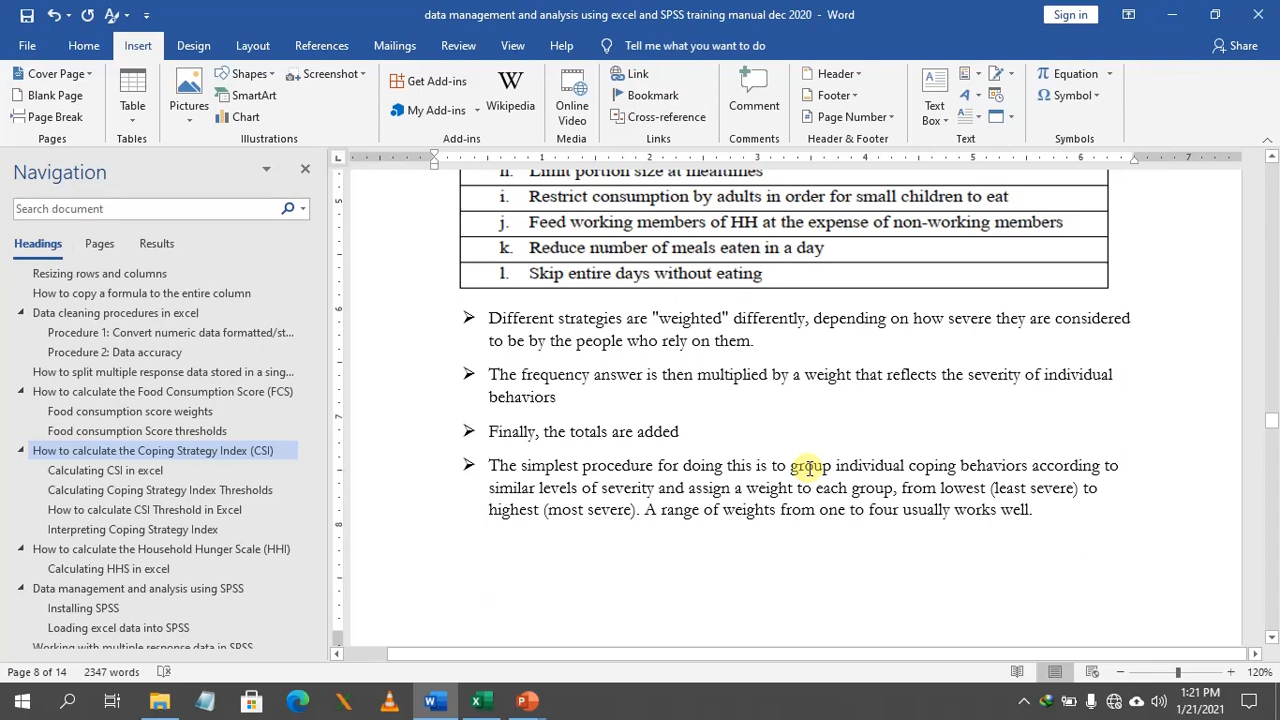 data management and analysis using excel and SPSS training manual dec 2020 – Word
Sign in
File Home Insert Design Layout References Mailings Review View Help Tell me what you want to do Share
Cover Page
Blank Page
Page Break
Pages
Table
Tables
Pictures
Shapes
SmartArt
Chart
Screenshot
Illustrations
Get Add-ins
My Add-ins
W
Wikipedia
Add-ins
Online
Video
Media
Link
Bookmark
Cross-reference
Links
Comment
Comments
Header
Footer
Page Number
Header & Footer
Text
Box
Text
Equation
Symbol
Symbols
Navigation
Search document
Headings Pages Results
Resizing rows and columns
How to copy a formula to the entire column
Data cleaning procedures in excel
Procedure 1: Convert numeric data formatted/st...
Procedure 2: Data accuracy
How to split multiple response data stored in a sing...
How to calculate the Food Consumption Score (FCS)
Food consumption score weights
Food consumption Score thresholds
How to calculate the Coping Strategy Index (CSI)
Calculating CSI in excel
Calculating Coping Strategy Index Thresholds
How to calculate CSI Threshold in Excel
Interpreting Coping Strategy Index
How to calculate the Household Hunger Scale (HHI)
Calculating HHS in excel
Data management and analysis using SPSS
Installing SPSS
Loading excel data into SPSS
Working with multiple response data in SPSS
1 2 3 4 5 6 7
5
6
7
8
h. Limit portion size at mealtimes
i. Restrict consumption by adults in order for small children to eat
j. Feed working members of HH at the expense of non-working members
k. Reduce number of meals eaten in a day
l. Skip entire days without eating
Different strategies are "weighted" differently, depending on how severe they are considered
to be by the people who rely on them.
The frequency answer is then multiplied by a weight that reflects the severity of individual
behaviors
Finally, the totals are added
The simplest procedure for doing this is to group individual coping behaviors according to
similar levels of severity and assign a weight to each group, from lowest (least severe) to
highest (most severe). A range of weights from one to four usually works well.
Page 8 of 14 2347 words
120%
1:21 PM
1/21/2021